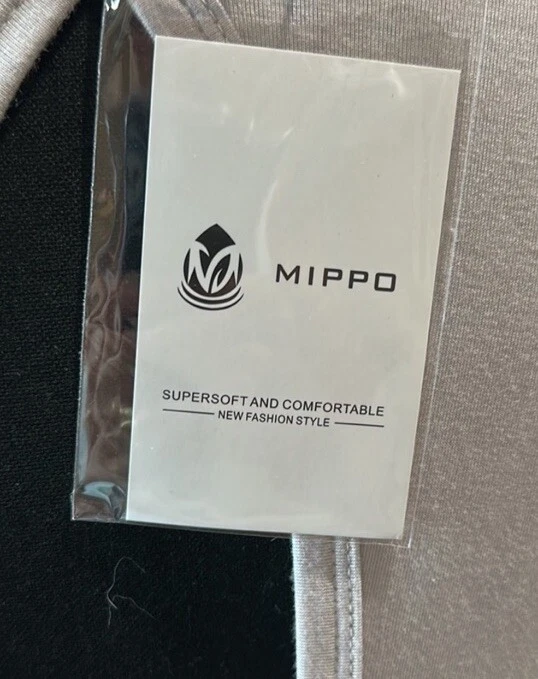 MIPPO
SUPERSOFT AND COMFORTABLE
NEW FASHION STYLE